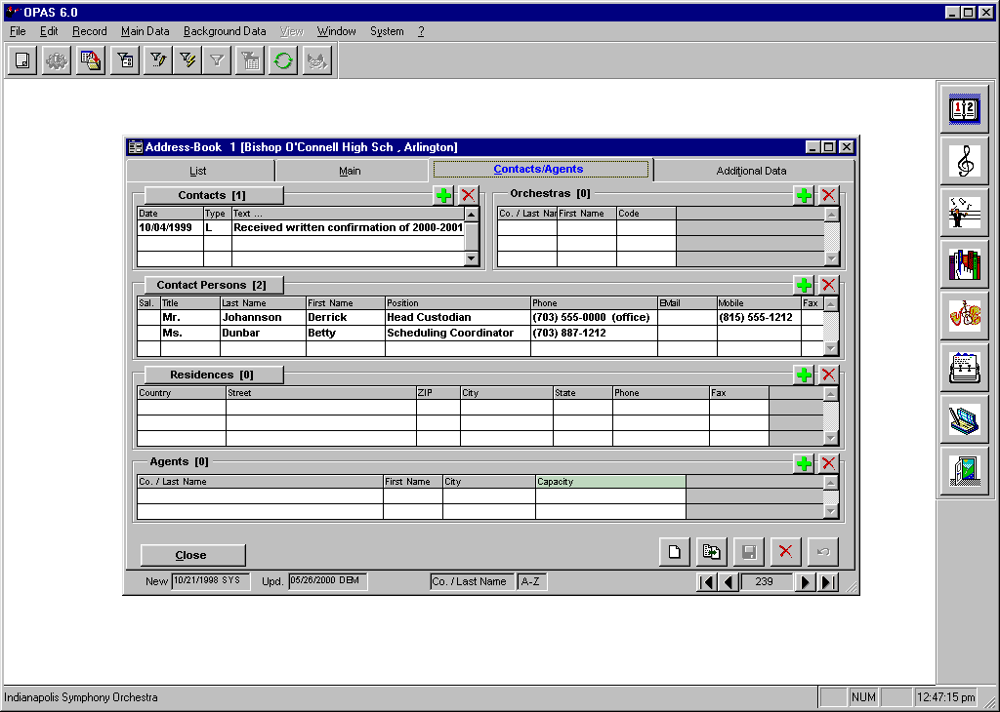 OPAS 6.0
File Edit Record Main Data Background Data View Window System ?
Address-Book 1 [Bishop O'Connell High Sch , Arlington]
List Main Contacts/Agents Additional Data
Contacts [1]
Date Type Text ...
10/04/1999 L Received written confirmation of 2000-2001
Orchestras [0]
Co. / Last Nar First Name Code
Contact Persons [2]
Sal. Title Last Name First Name Position Phone EMail Mobile Fax
Mr. Johannson Derrick Head Custodian (703) 555-0000 (office) (815) 555-1212
Ms. Dunbar Betty Scheduling Coordinator (703) 887-1212
Residences [0]
Country Street ZIP City State Phone Fax
Agents [0]
Co. / Last Name First Name City Capacity
Close
New 10/21/1998 SYS Upd. 05/26/2000 DEM Co. / Last Name A-Z 239
1 2
Indianapolis Symphony Orchestra NUM 12:47:15 pm